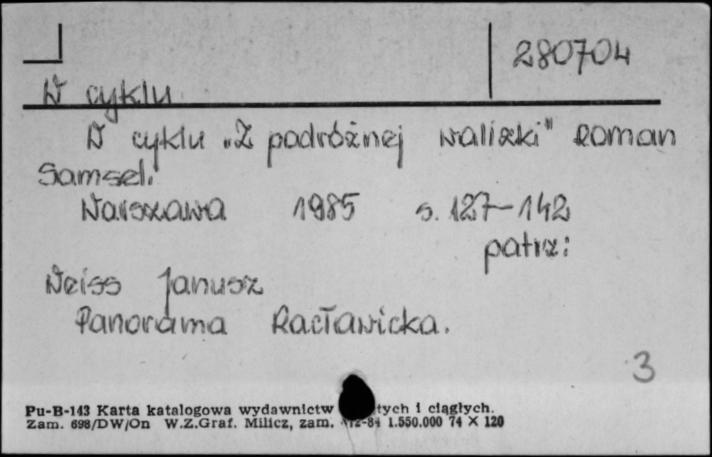 280704
W cyklu
W cyklu „Z podróżnej walizki" Roman
Samsel.
Warszawa 1985 s. 127-142
patrz:
Weiss Janusz
Panorama Racławicka.
3
Pu-B-143 Karta katalogowa wydawnictw tych i ciągłych.
Zam. 698/DW/On W.Z.Graf. Milicz, zam. 1.550.000 74 X 120